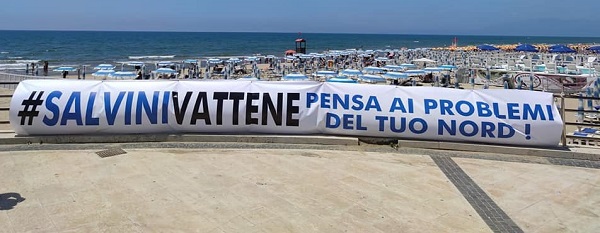 #SALVINIVATTENE PENSA AI PROBLEMI
DEL TUO NORD !